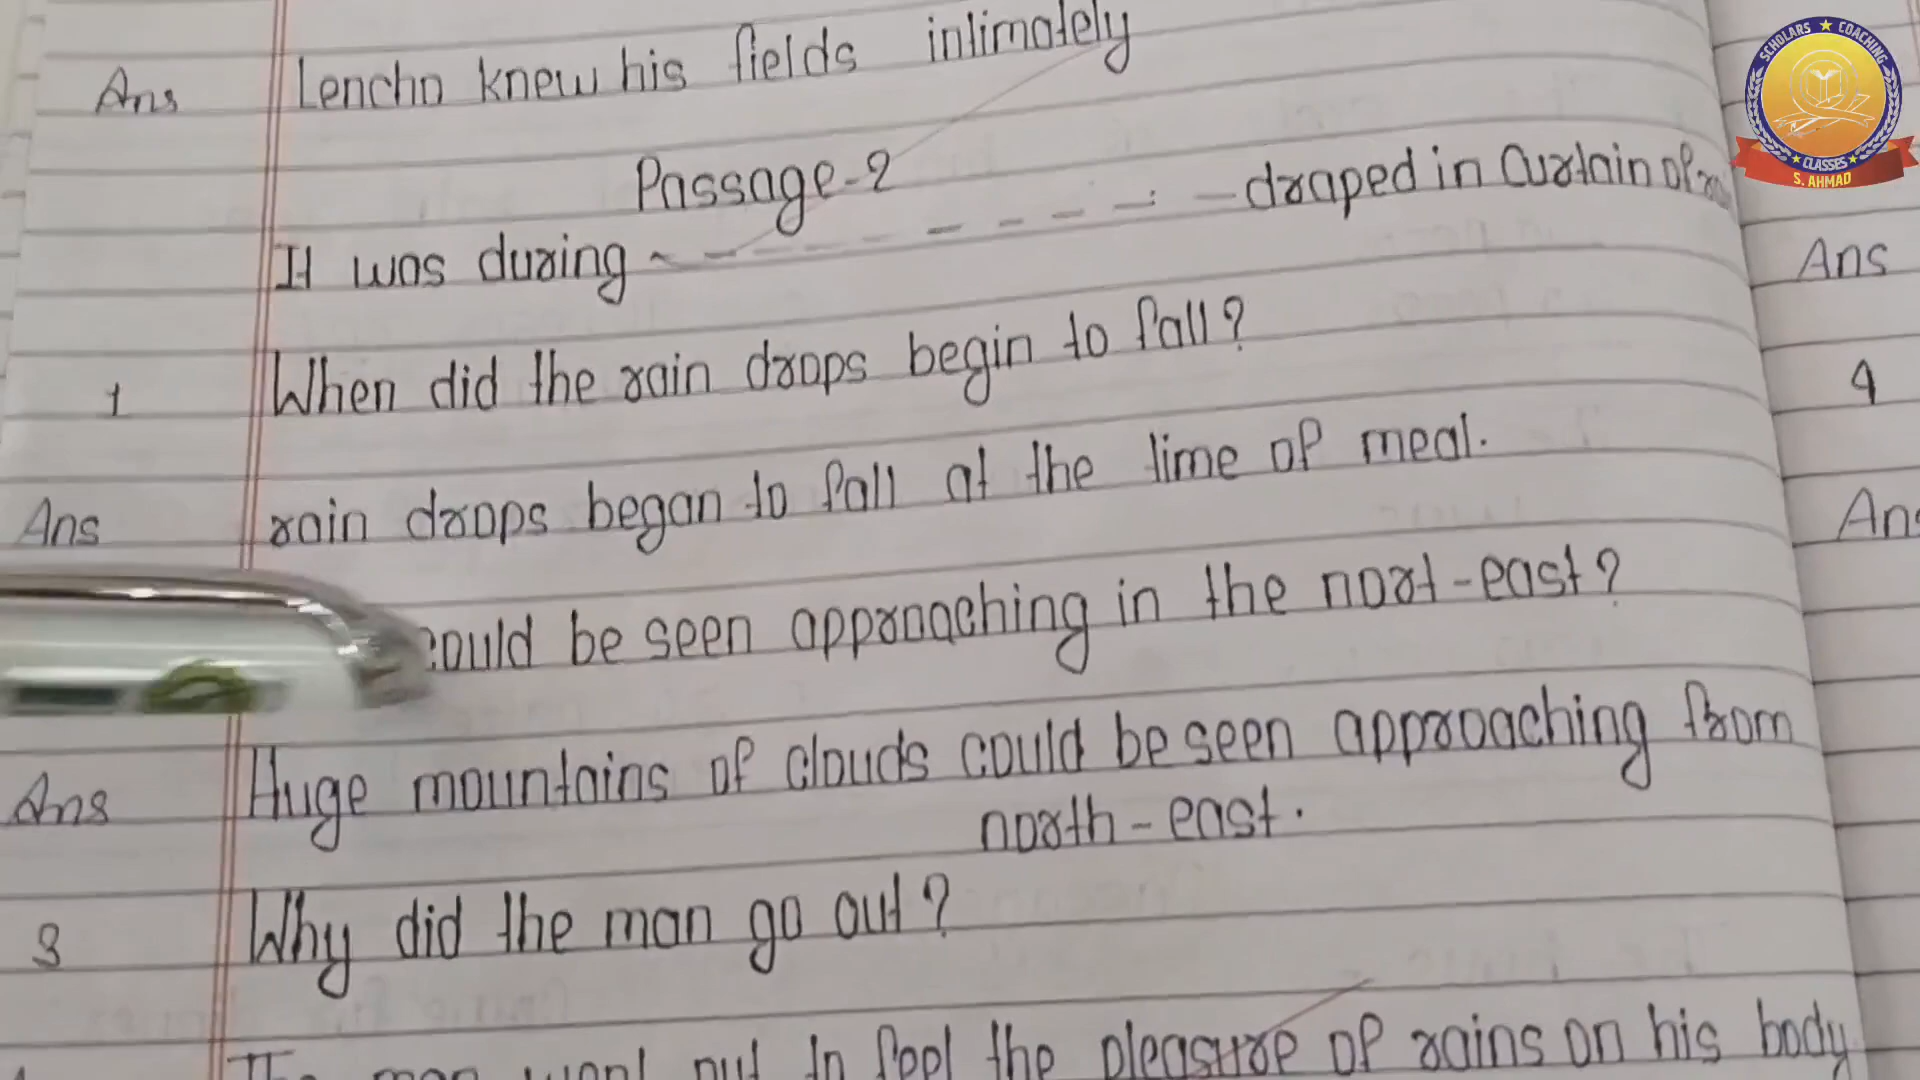 Ans Lencho knew his fields intimately
Passage-2
It was during - - - - - - - - - draped in Curtain of
1 When did the rain drops begin to fall?
Ans rain drops began to fall at the time of meal.
could be seen approaching in the nort-east?
Ans Huge mountains of clouds could be seen approaching from
north-east.
3 Why did the man go out?
man went out to feel the pleasure of rains on his body
Ans
9
Ans
SCHOLARS ★ COACHING
★ CLASSES ★
S. AHMAD